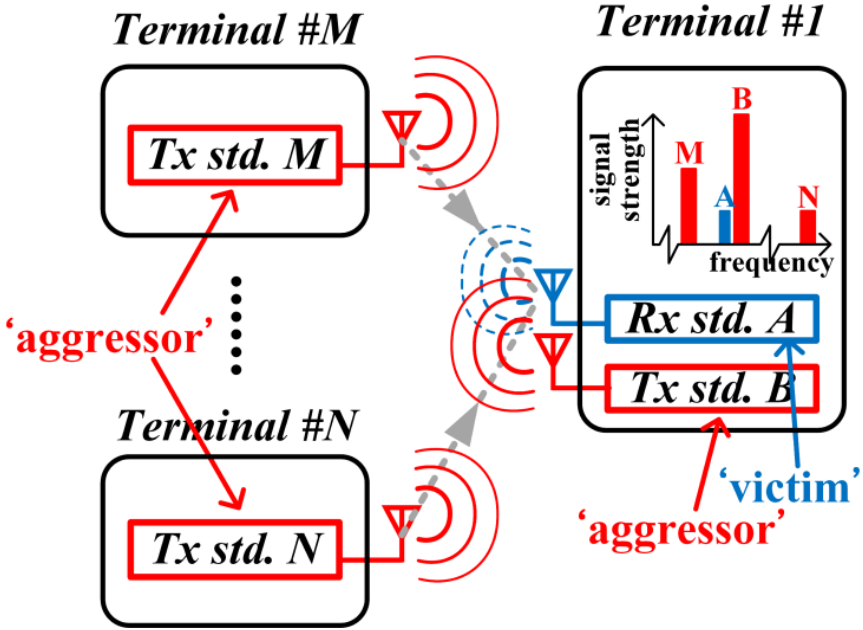 Terminal #M
Tx std. M
'aggressor'
Terminal #N
Tx std. N
Terminal #1
signal
strength
M
A
B
N
frequency
Rx std. A
Tx std. B
'victim'
'aggressor'